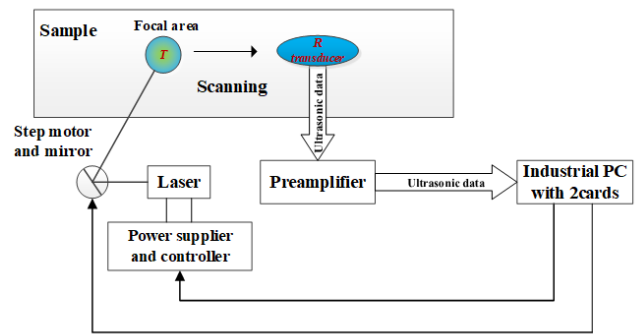 Sample
Focal area
T
R
transducer
Scanning
Ultrasonic data
Step motor
and mirror
Laser
Preamplifier
Ultrasonic data
Industrial PC
with 2cards
Power supplier
and controller